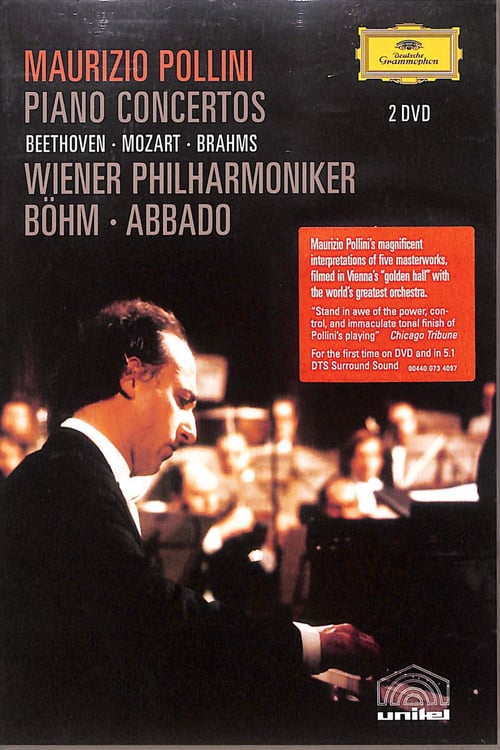 MAURIZIO POLLINI
PIANO CONCERTOS
BEETHOVEN · MOZART · BRAHMS
WIENER PHILHARMONIKER
BÖHM · ABBADO
Deutsche
Grammophon
2 DVD
Maurizio Pollini's magnificent
interpretations of five masterworks,
filmed in Vienna's "golden hall" with
the world's greatest orchestra.
"Stand in awe of the power, con-
trol, and immaculate tonal finish of
Pollini's playing" Chicago Tribune
For the first time on DVD and in 5.1
DTS Surround Sound 00440 073 4097
unitel